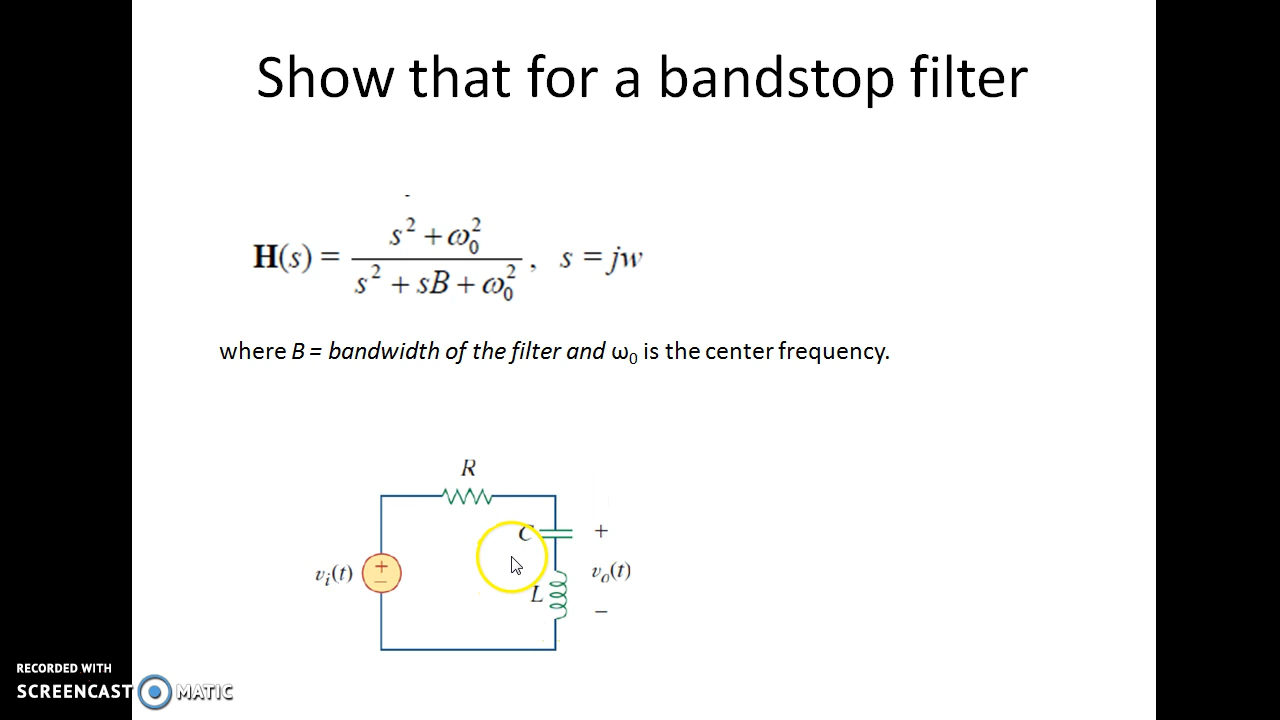 Show that for a bandstop filter
H(s) = (s² + ω₀²) / (s² + sB + ω₀²), s = jw
where B = bandwidth of the filter and ω₀ is the center frequency.
R
C +
vᵢ(t) + − vₒ(t)
L −
RECORDED WITH
SCREENCAST MATIC